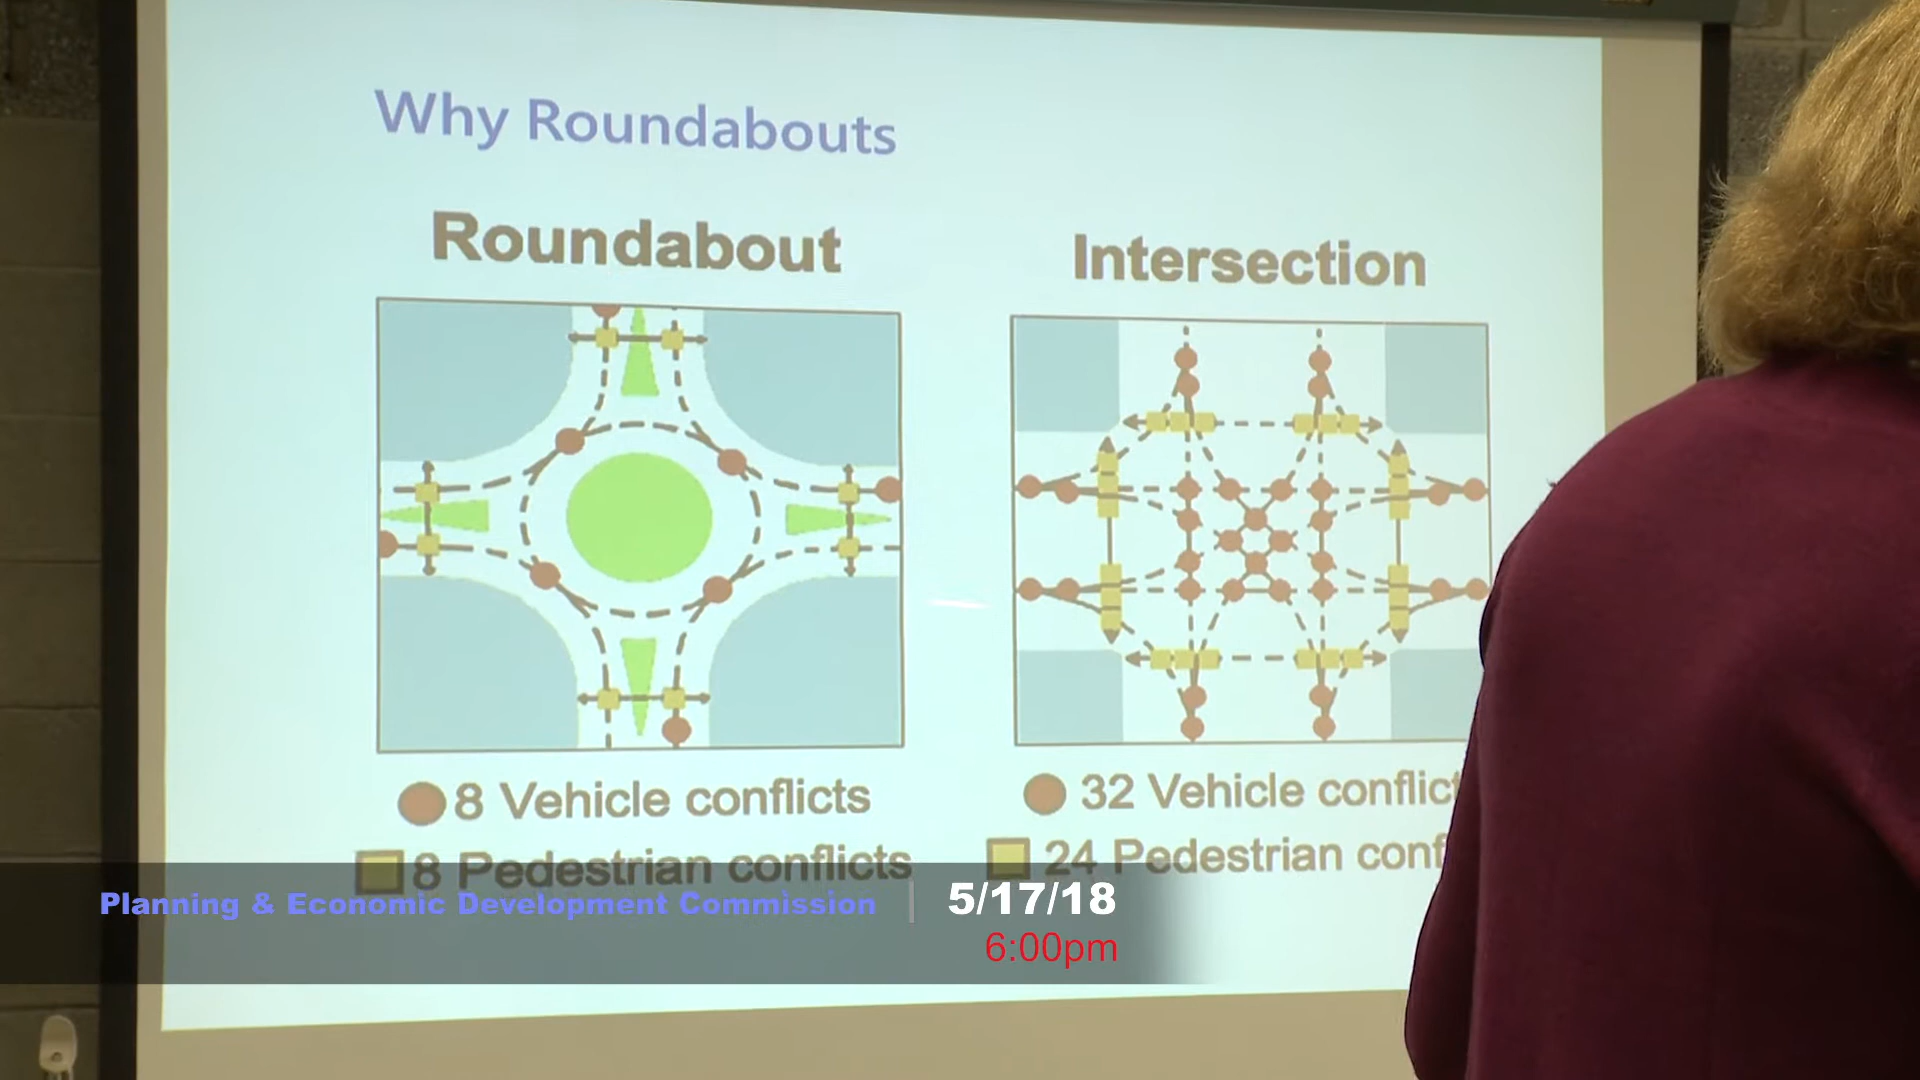 Why Roundabouts
Roundabout
Intersection
8 Vehicle conflicts
32 Vehicle conflict
8 Pedestrian conflicts
24 Pedestrian conf
Planning & Economic Development Commission
5/17/18
6:00pm